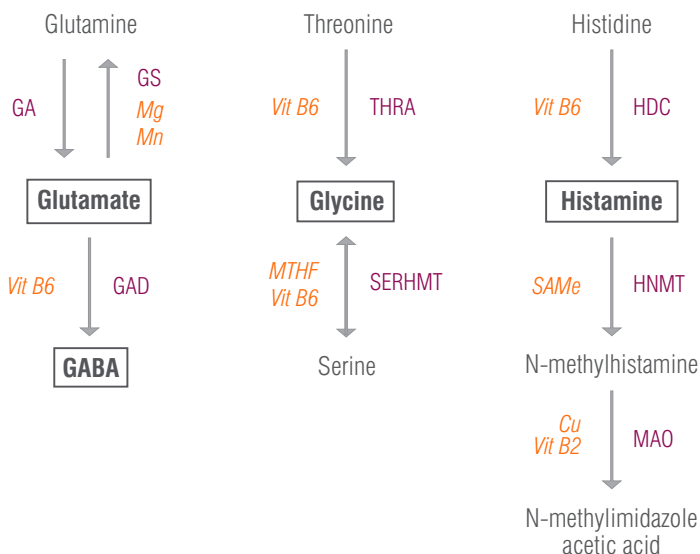 Glutamine
GA
GS
Mg
Mn
Glutamate
Vit B6
GAD
GABA
Threonine
Vit B6
THRA
Glycine
MTHF
Vit B6
SERHMT
Serine
Histidine
Vit B6
HDC
Histamine
SAMe
HNMT
N-methylhistamine
Cu
Vit B2
MAO
N-methylimidazole
acetic acid